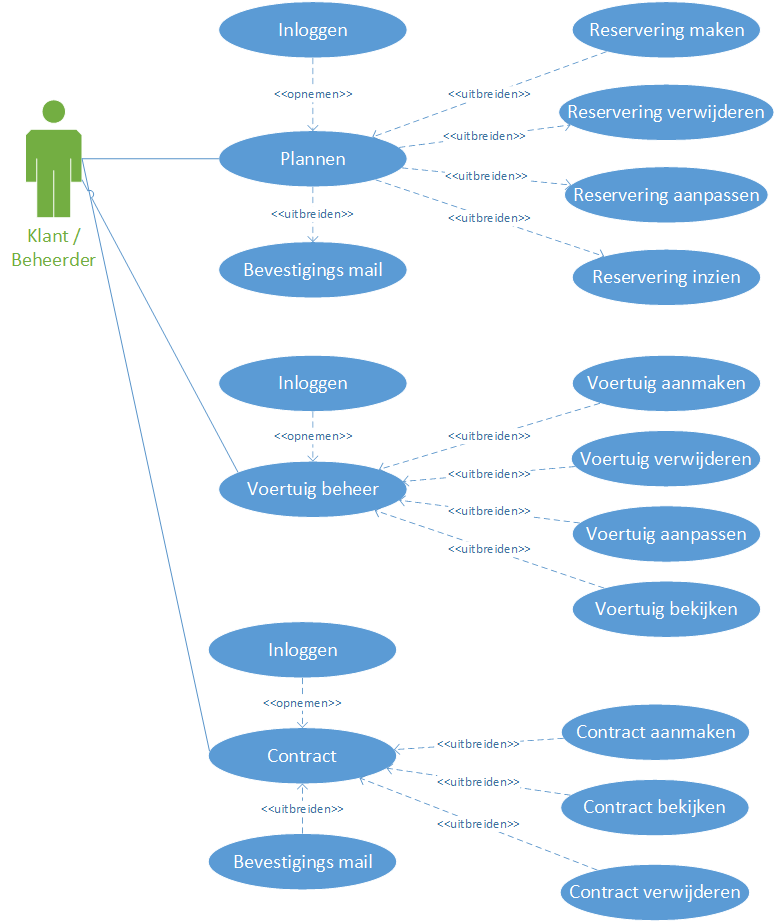 Inloggen
Reservering maken
<<opnemen>>
<<uitbreiden>>
Reservering verwijderen
<<uitbreiden>>
Plannen
<<uitbreiden>>
Reservering aanpassen
<<uitbreiden>>
<<uitbreiden>>
Klant /
Beheerder
Bevestigings mail
Reservering inzien
Inloggen
Voertuig aanmaken
<<opnemen>>
<<uitbreiden>>
Voertuig verwijderen
<<uitbreiden>>
Voertuig beheer
<<uitbreiden>>
Voertuig aanpassen
<<uitbreiden>>
Voertuig bekijken
Inloggen
<<opnemen>>
Contract aanmaken
<<uitbreiden>>
Contract
<<uitbreiden>>
Contract bekijken
<<uitbreiden>>
<<uitbreiden>>
Bevestigings mail
Contract verwijderen